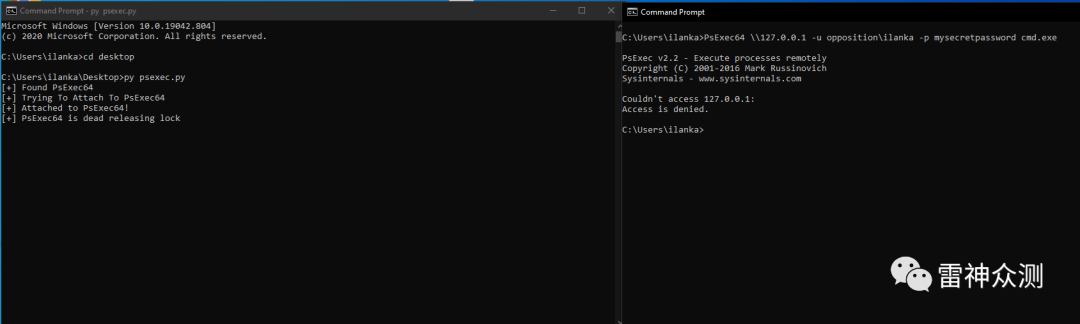 Command Prompt - py  psexec.py
Microsoft Windows [Version 10.0.19042.804]
(c) 2020 Microsoft Corporation. All rights reserved.
C:\Users\ilanka>cd desktop
C:\Users\ilanka\Desktop>py psexec.py
[+] Found PsExec64
[+] Trying To Attach To PsExec64
[+] Attached to PsExec64!
[+] PsExec64 is dead releasing lock
Command Prompt
C:\Users\ilanka>PsExec64 \\127.0.0.1 -u opposition\ilanka -p mysecretpassword cmd.exe
PsExec v2.2 - Execute processes remotely
Copyright (C) 2001-2016 Mark Russinovich
Sysinternals - www.sysinternals.com
Couldn't access 127.0.0.1:
Access is denied.
C:\Users\ilanka>
雷神众测